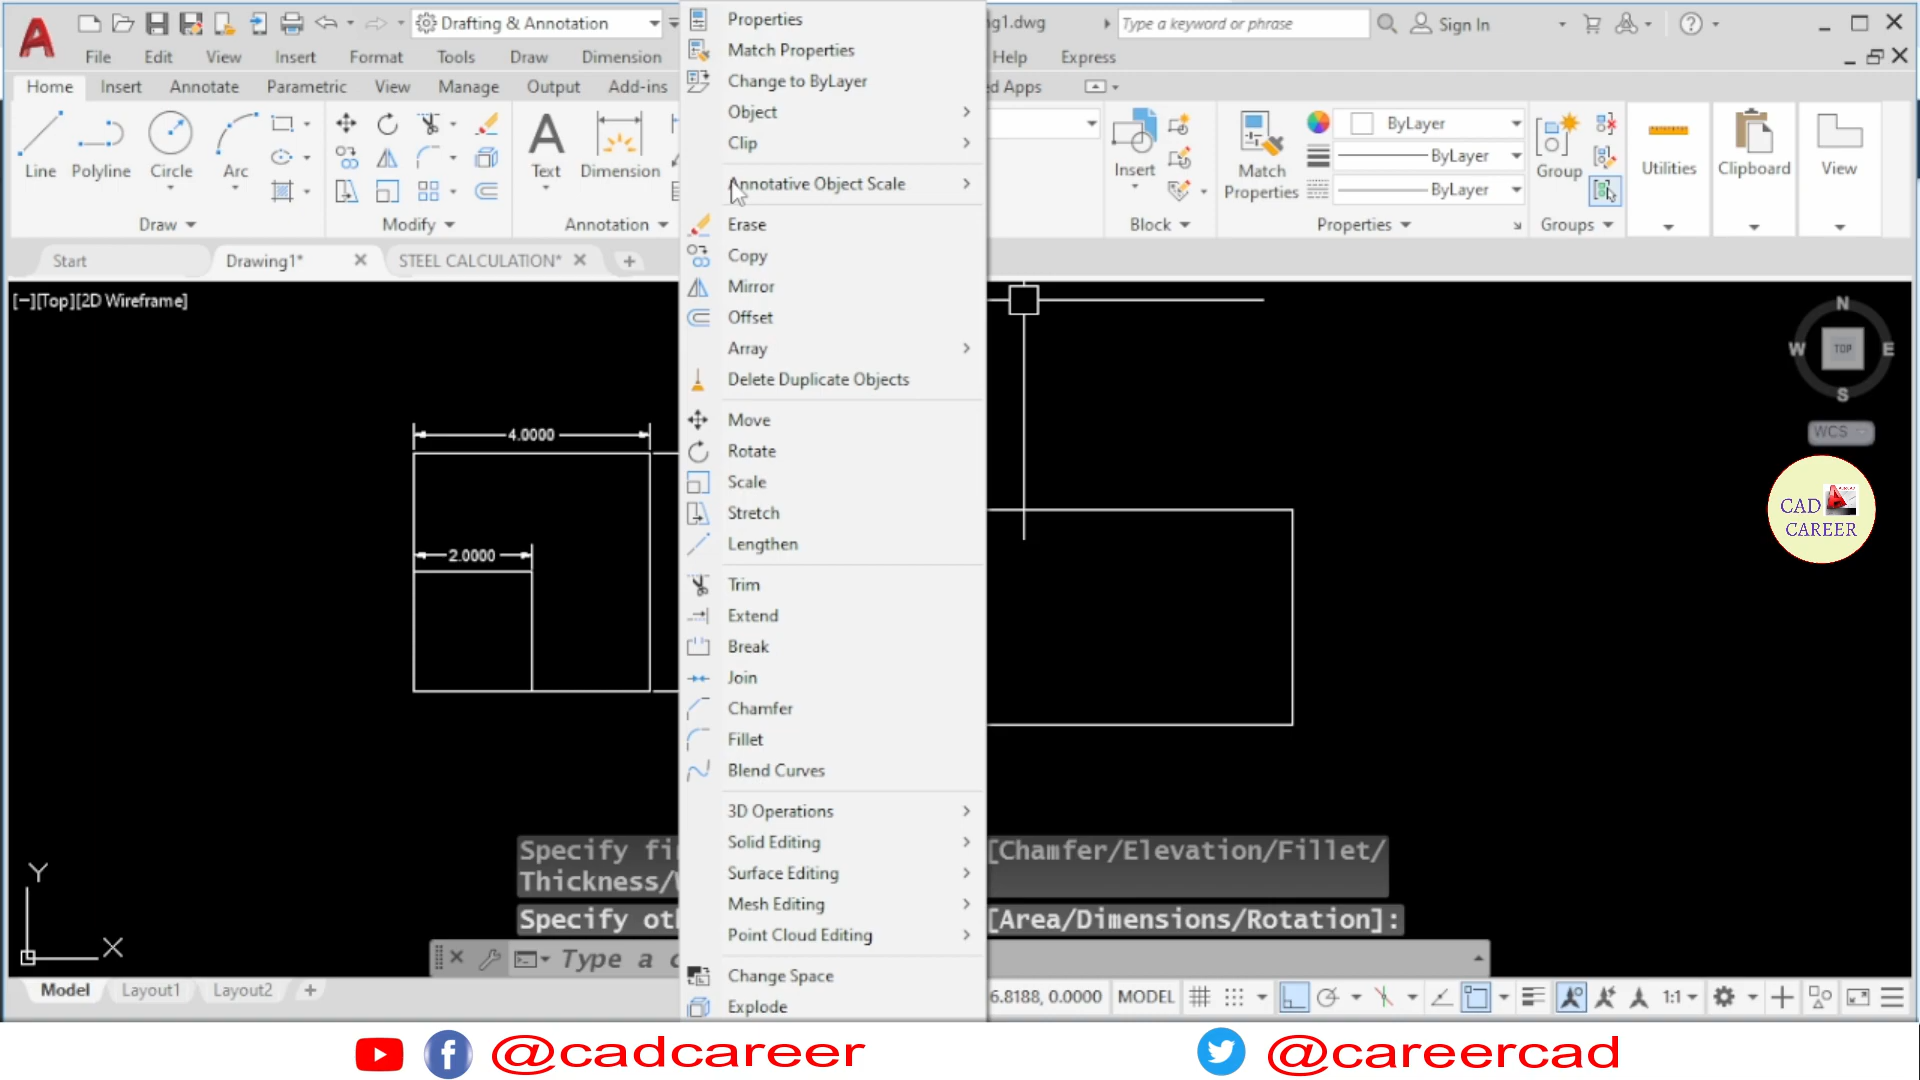 Drafting & Annotation
g1.dwg
Type a keyword or phrase
Sign In
File Edit View Insert Format Tools Draw Dimension
Help Express
Home Insert Annotate Parametric View Manage Output Add-ins
d Apps
Line Polyline Circle Arc
Text Dimension
Insert
Match Properties
ByLayer
ByLayer
ByLayer
Group
Utilities
Clipboard
View
Draw Modify Annotation
Block Properties Groups
Start Drawing1* STEEL CALCULATION*
[−][Top][2D Wireframe]
Properties
Match Properties
Change to ByLayer
Object
Clip
Annotative Object Scale
Erase
Copy
Mirror
Offset
Array
Delete Duplicate Objects
Move
Rotate
Scale
Stretch
Lengthen
Trim
Extend
Break
Join
Chamfer
Fillet
Blend Curves
3D Operations
Solid Editing
Surface Editing
Mesh Editing
Point Cloud Editing
Change Space
Explode
4.0000
2.0000
N
W TOP E
S
WCS
CAD
CAREER
Specify fi [Chamfer/Elevation/Fillet/
Thickness/
Specify ot [Area/Dimensions/Rotation]:
Type a c
Y
X
Model Layout1 Layout2
6.8188, 0.0000 MODEL 1:1
@cadcareer @careercad